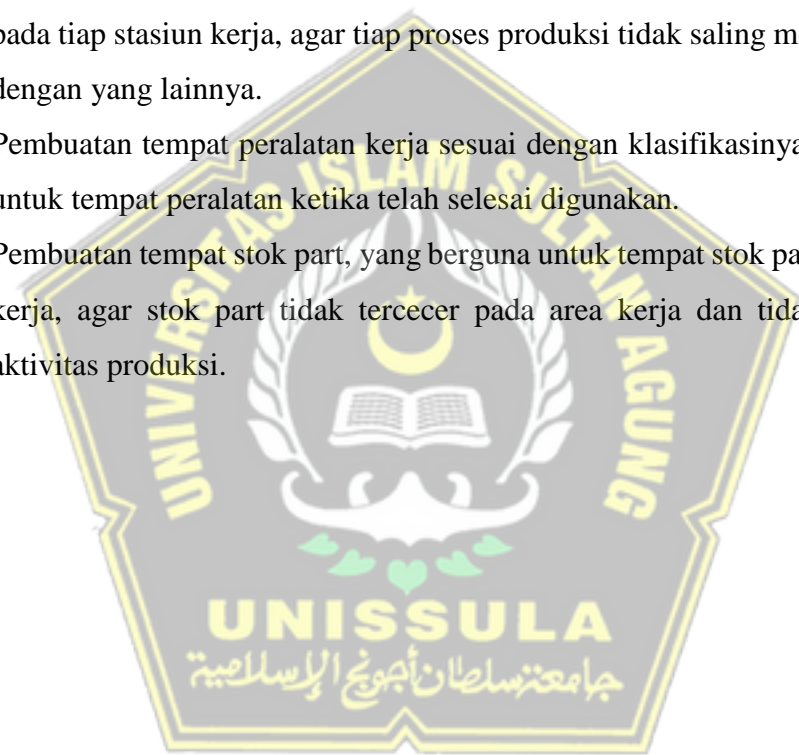 pada tiap stasiun kerja, agar tiap proses produksi tidak saling
dengan yang lainnya.
Pembuatan tempat peralatan kerja sesuai dengan klasifikasinya
untuk tempat peralatan ketika telah selesai digunakan.
Pembuatan tempat stok part, yang berguna untuk tempat stok
kerja, agar stok part tidak tercecer pada area kerja dan
aktivitas produksi.
UNIVERSITAS ISLAM SULTAN AGUNG
UNISSULA
جامعة سلطان أجونج الإسلامية